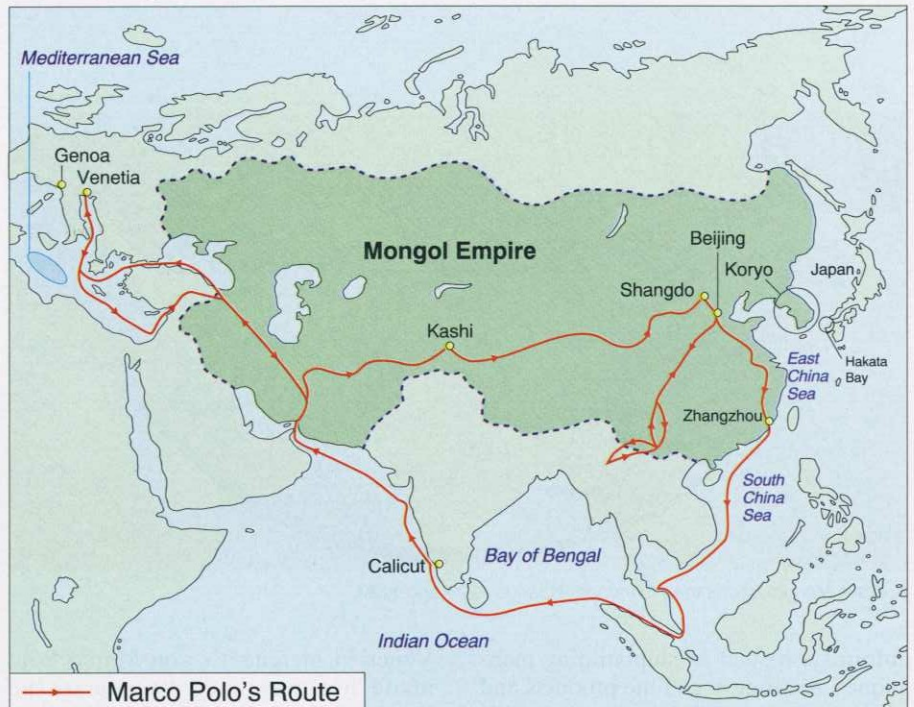 Mediterranean Sea
Genoa
Venetia
Mongol Empire
Beijing
Koryo
Japan
Shangdo
Kashi
Hakata
Bay
East
China
Sea
Zhangzhou
South
China
Sea
Bay of Bengal
Calicut
Indian Ocean
Marco Polo's Route